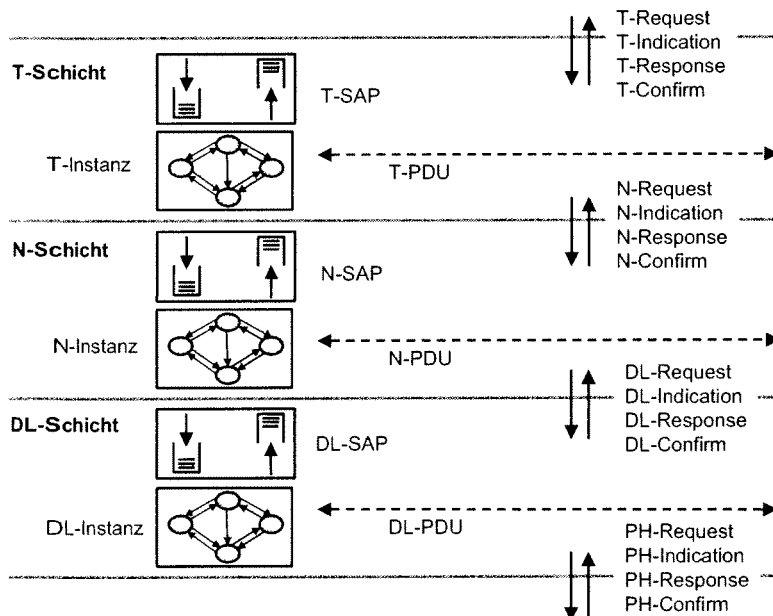 T-Request
T-Indication
T-Response
T-Confirm
T-Schicht
T-SAP
T-Instanz
T-PDU
N-Request
N-Indication
N-Response
N-Confirm
N-Schicht
N-SAP
N-Instanz
N-PDU
DL-Request
DL-Indication
DL-Response
DL-Confirm
DL-Schicht
DL-SAP
DL-Instanz
DL-PDU
PH-Request
PH-Indication
PH-Response
PH-Confirm